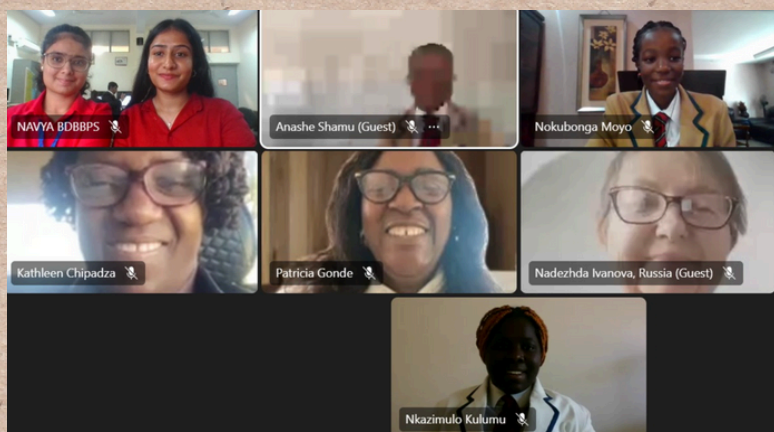 NAVYA BDBBPS
Anashe Shamu (Guest)
Nokubonga Moyo
Kathleen Chipadza
Patricia Gonde
Nadezhda Ivanova, Russia (Guest)
Nkazimulo Kulumu